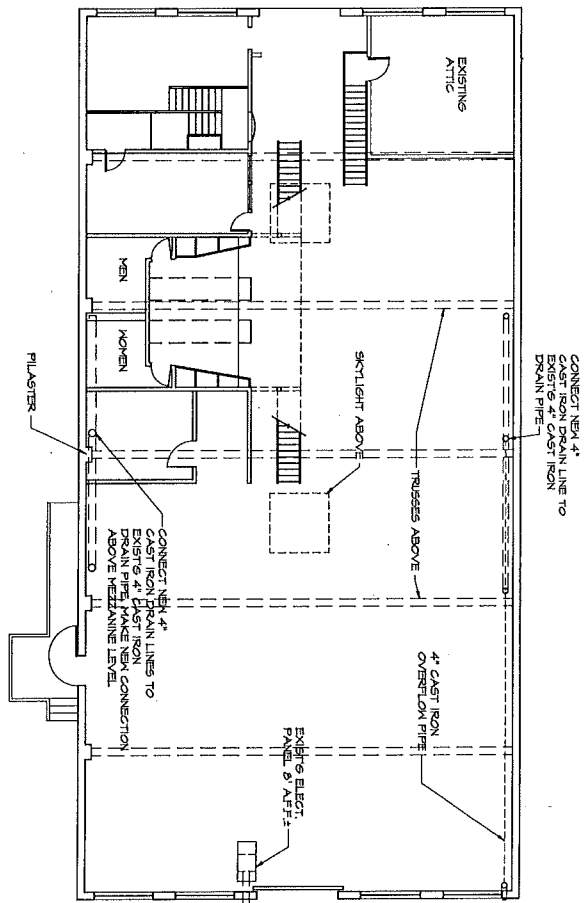 EXISTING
ATTIC
CONNECT NEW 4"
CAST IRON DRAIN LINE TO
EXIST'G 4" CAST IRON
DRAIN PIPE
MEN
WOMEN
SKYLIGHT ABOVE
TRUSSES ABOVE
PILASTER
CONNECT NEW 4"
CAST IRON DRAIN LINES TO
EXIST'G 4" CAST IRON
DRAIN PIPE, MAKE NEW CONNECTION
ABOVE MEZZANINE LEVEL
4" CAST IRON
OVERFLOW PIPE
EXIST'G ELECT.
PANEL 8' A.F.F.±